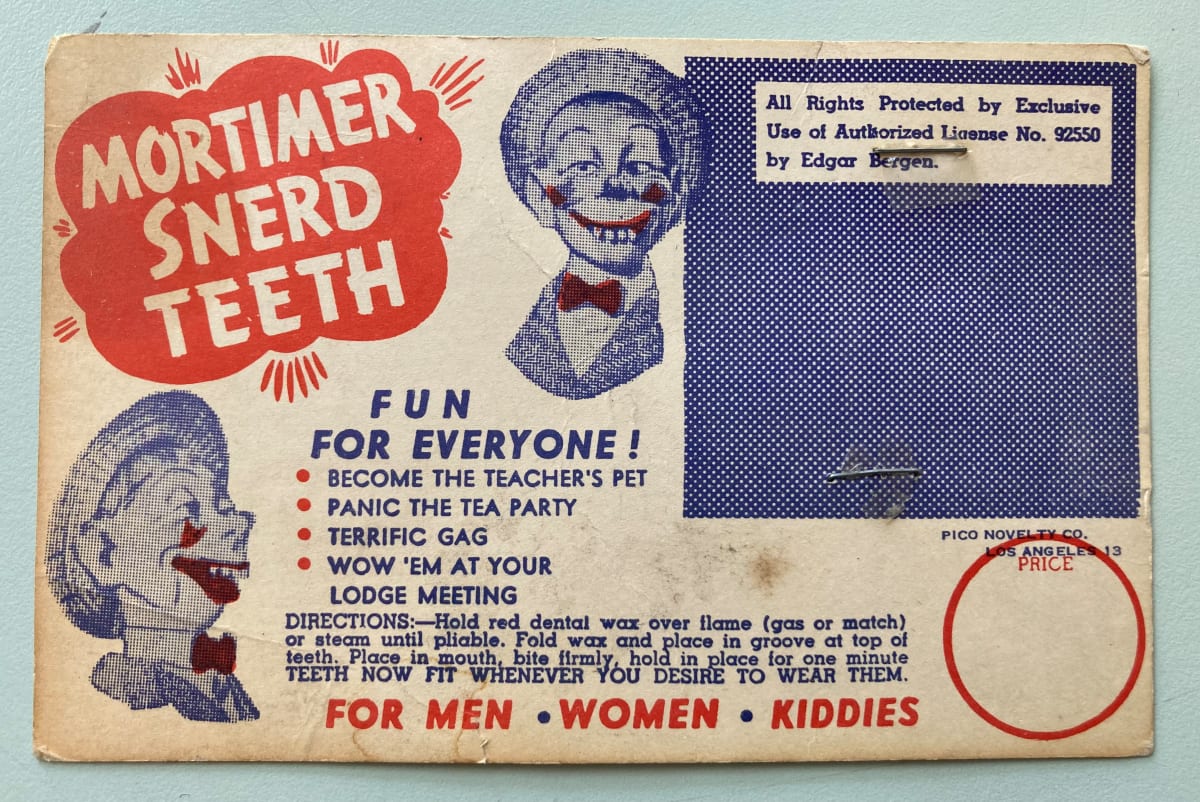 MORTIMER
SNERD
TEETH
All Rights Protected by Exclusive
Use of Authorized License No. 92550
by Edgar Bergen.
FUN
FOR EVERYONE!
• BECOME THE TEACHER'S PET
• PANIC THE TEA PARTY
• TERRIFIC GAG
• WOW 'EM AT YOUR
LODGE MEETING
DIRECTIONS:—Hold red dental wax over flame (gas or match)
or steam until pliable. Fold wax and place in groove at top of
teeth. Place in mouth, bite firmly, hold in place for one minute
TEETH NOW FIT WHENEVER YOU DESIRE TO WEAR THEM.
FOR MEN • WOMEN • KIDDIES
PICO NOVELTY CO.
LOS ANGELES 13
PRICE